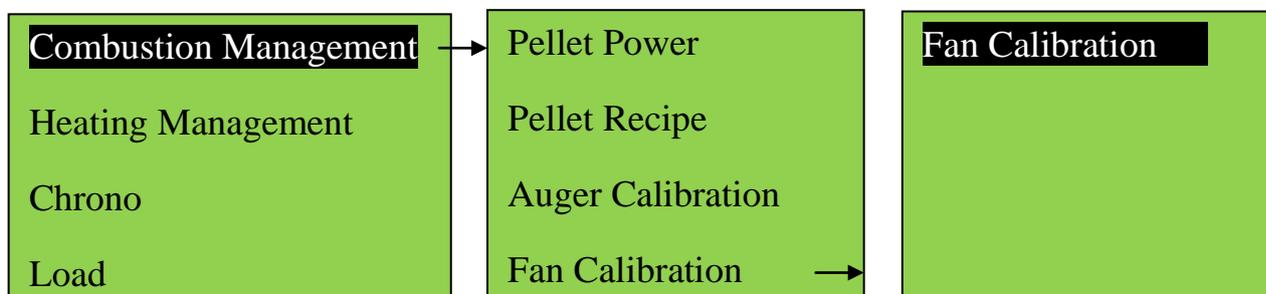 Combustion Management
Heating Management
Chrono
Load
Pellet Power
Pellet Recipe
Auger Calibration
Fan Calibration
Fan Calibration